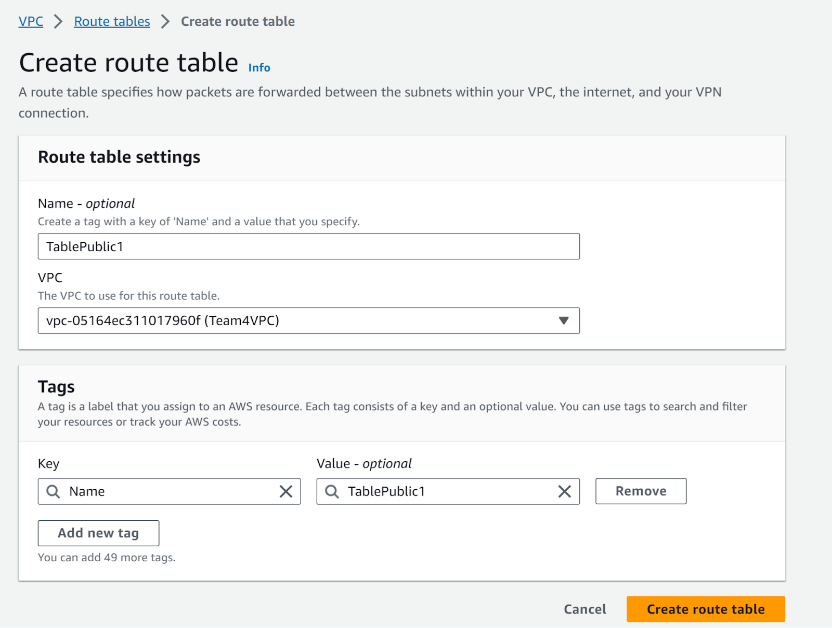 VPC > Route tables > Create route table
Create route table Info
A route table specifies how packets are forwarded between the subnets within your VPC, the internet, and your VPN
connection.
Route table settings
Name - optional
Create a tag with a key of 'Name' and a value that you specify.
TablePublic1
VPC
The VPC to use for this route table.
vpc-05164ec311017960f (Team4VPC)
Tags
A tag is a label that you assign to an AWS resource. Each tag consists of a key and an optional value. You can use tags to search and filter
your resources or track your AWS costs.
Key Value - optional
Name TablePublic1 Remove
Add new tag
You can add 49 more tags.
Cancel Create route table